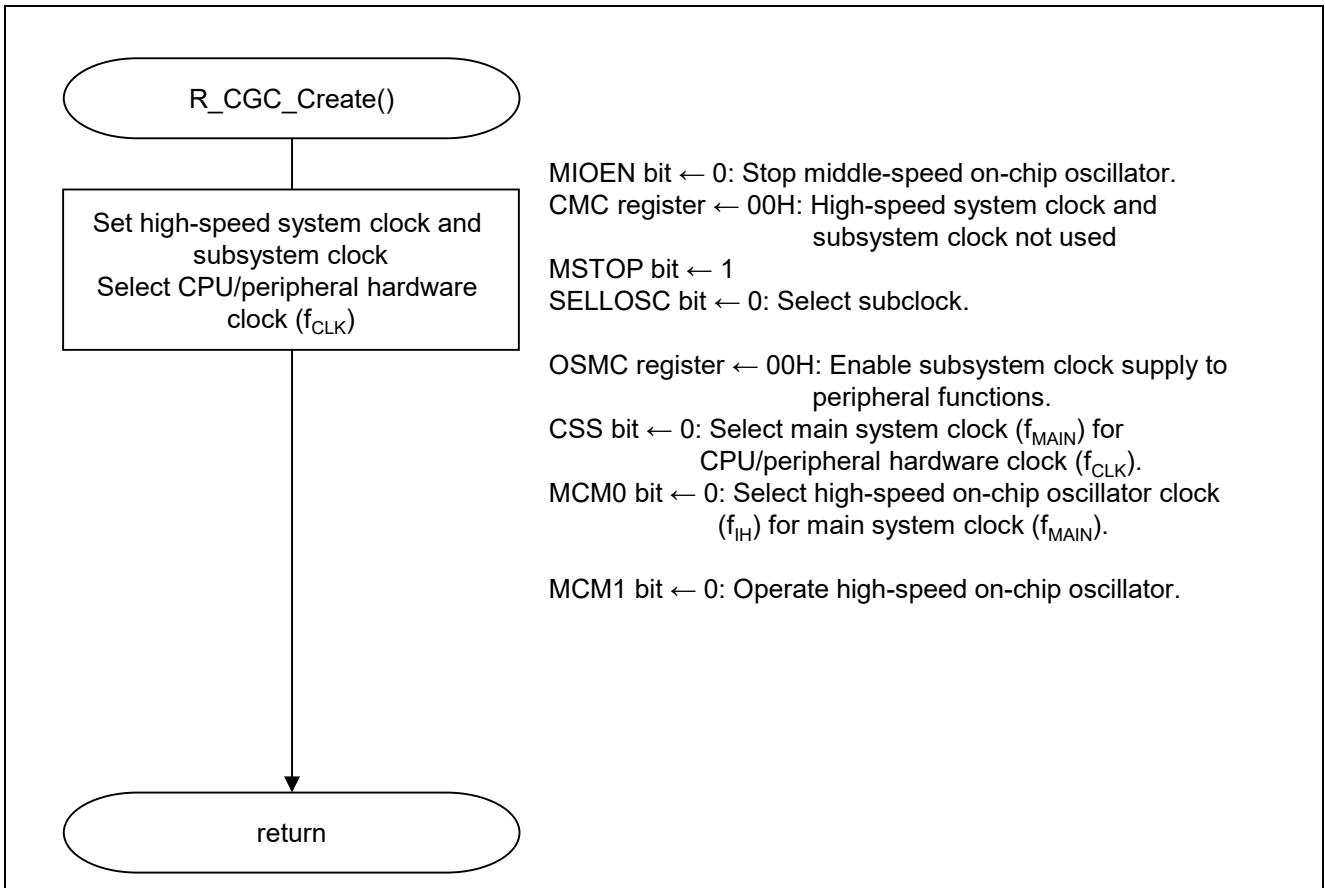 R_CGC_Create()
Set high-speed system clock and
subsystem clock
Select CPU/peripheral hardware
clock (fCLK)
MIOEN bit ← 0: Stop middle-speed on-chip oscillator.
CMC register ← 00H: High-speed system clock and
subsystem clock not used
MSTOP bit ← 1
SELLOSC bit ← 0: Select subclock.
OSMC register ← 00H: Enable subsystem clock supply to
peripheral functions.
CSS bit ← 0: Select main system clock (fMAIN) for
CPU/peripheral hardware clock (fCLK).
MCM0 bit ← 0: Select high-speed on-chip oscillator clock
(fIH) for main system clock (fMAIN).
MCM1 bit ← 0: Operate high-speed on-chip oscillator.
return